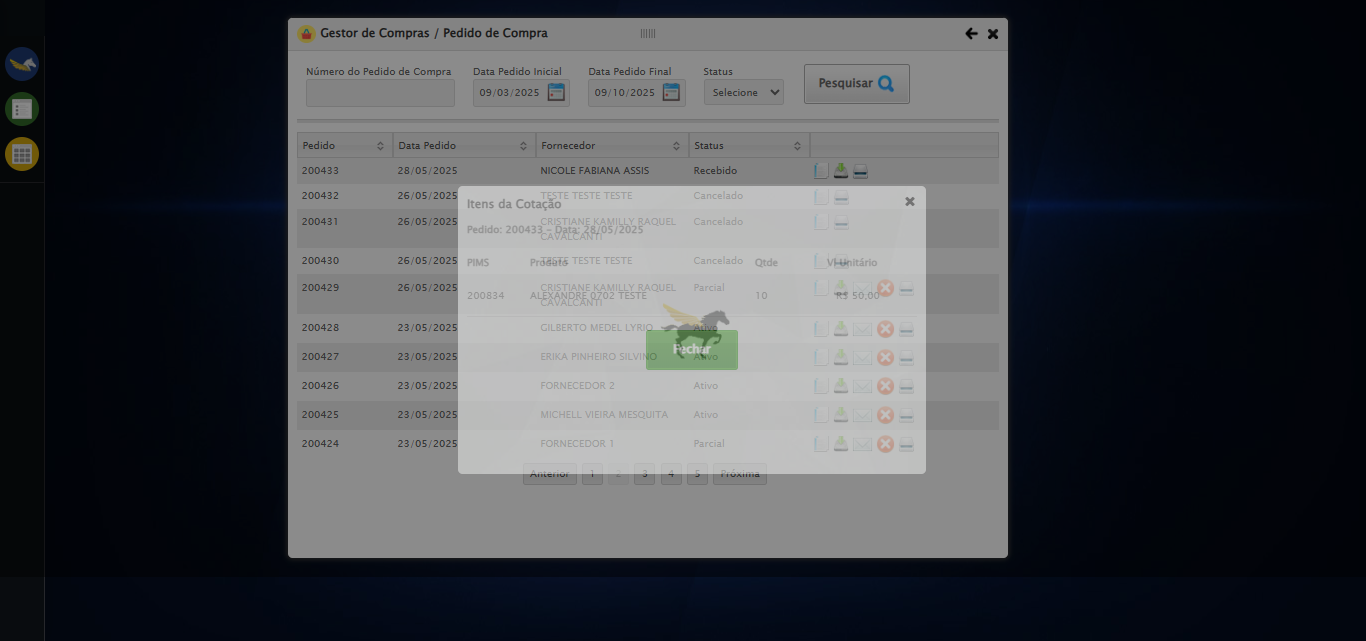 Gestor de Compras / Pedido de Compra
Número do Pedido de Compra Data Pedido Inicial Data Pedido Final Status
09/03/2025 09/10/2025 Selecione Pesquisar
Pedido Data Pedido Fornecedor Status
200433 28/05/2025 NICOLE FABIANA ASSIS Recebido
200432 26/05/2025 TESTE TESTE TESTE Cancelado
200431 26/05/2025 CRISTIANE KAMILLY RAQUEL CAVALCANTI Cancelado
200430 26/05/2025 TESTE TESTE TESTE Cancelado
200429 26/05/2025 CRISTIANE KAMILLY RAQUEL CAVALCANTI Parcial
200428 23/05/2025 GILBERTO MEDEL LYRIO Ativo
200427 23/05/2025 ERIKA PINHEIRO SILVINO Ativo
200426 23/05/2025 FORNECEDOR 2 Ativo
200425 23/05/2025 MICHELL VIEIRA MESQUITA Ativo
200424 23/05/2025 FORNECEDOR 1 Parcial
Anterior 1 2 3 4 5 Próxima
Itens da Cotação
Pedido: 200433 - Data: 28/05/2025
PIMS Produto Qtde Vl unitário
200834 ALEXANDRE 0702 TESTE 10 R$ 50,00
Fechar